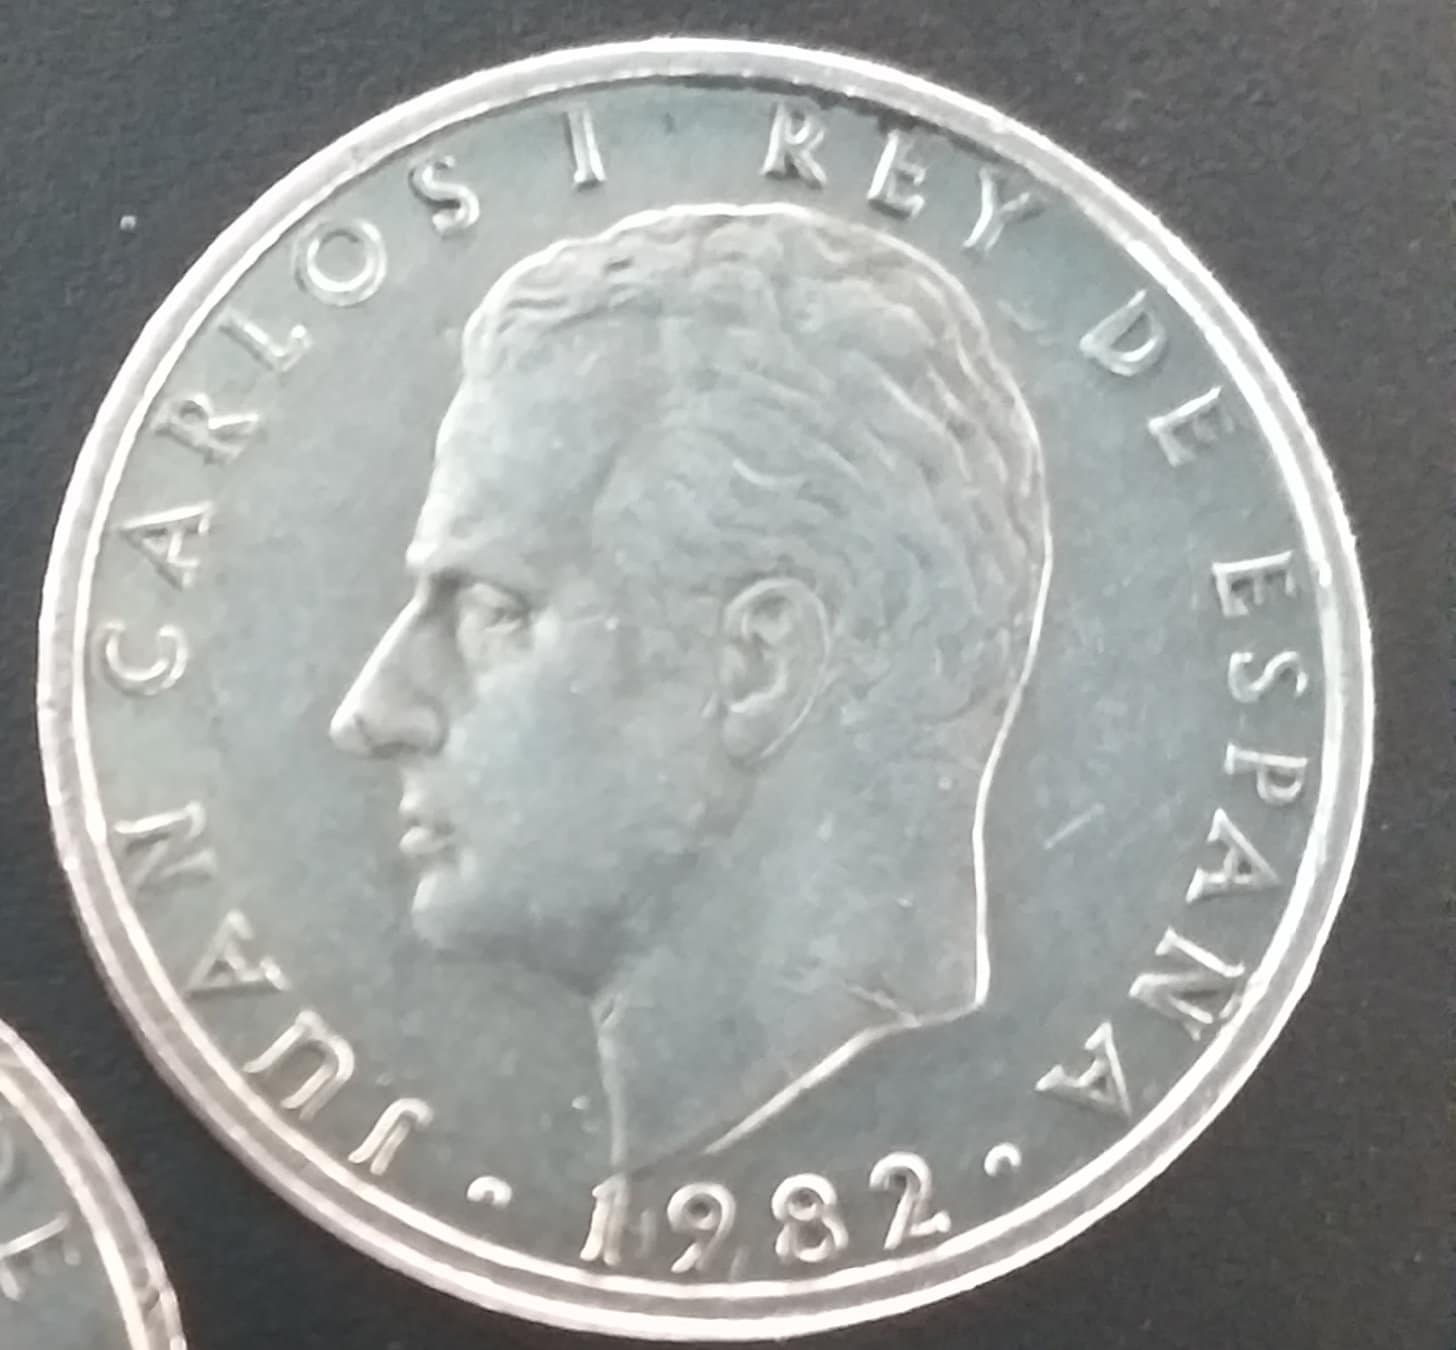 JUAN CARLOS I REY DE ESPAÑA
· 1982 ·